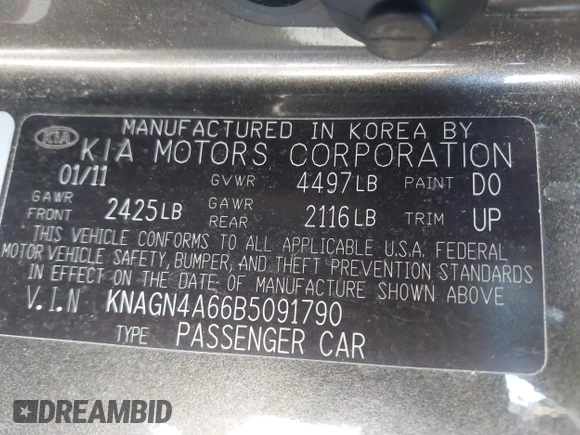 KIA
MANUFACTURED IN KOREA BY
KIA MOTORS CORPORATION
01/11 GVWR 4497LB PAINT D0
GAWR FRONT 2425LB GAWR REAR 2116LB TRIM UP
THIS VEHICLE CONFORMS TO ALL APPLICABLE U.S.A. FEDERAL
MOTOR VEHICLE SAFETY, BUMPER, AND THEFT PREVENTION STANDARDS
IN EFFECT ON THE DATE OF MANUFACTURE SHOWN ABOVE
V.I.N KNAGN4A66B5091790
TYPE PASSENGER CAR
DREAMBID